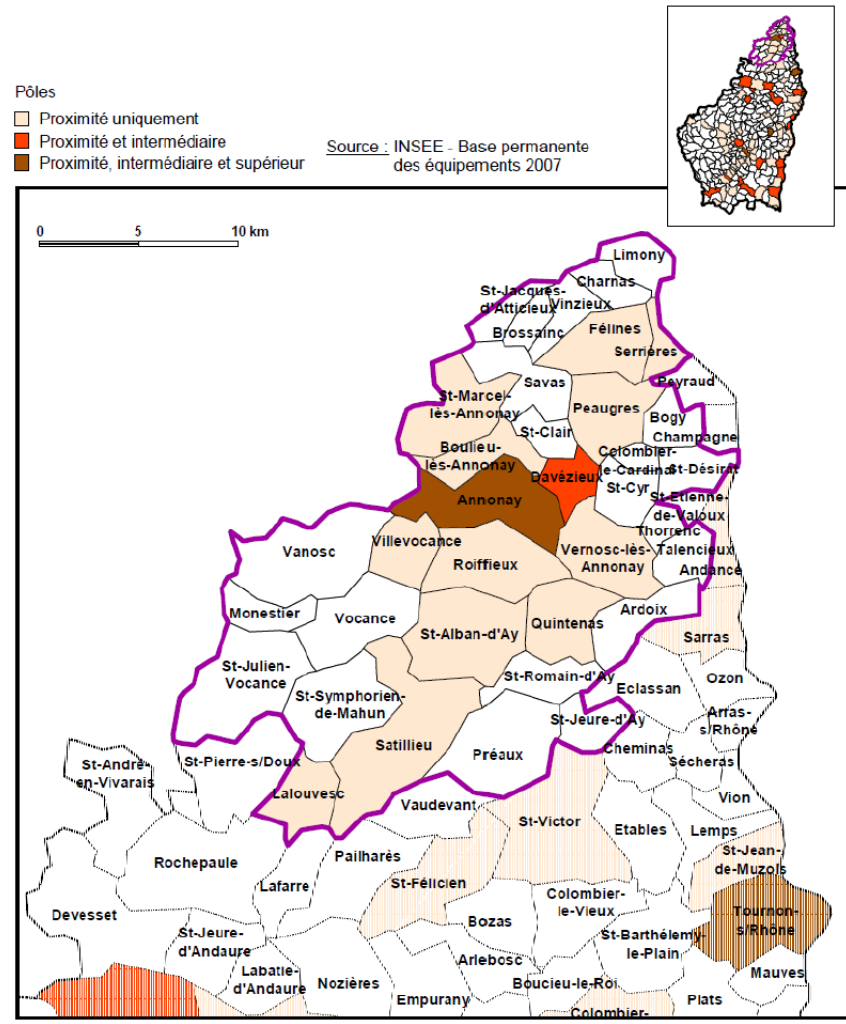 Pôles
Proximité uniquement
Proximité et intermédiaire
Proximité, intermédiaire et supérieur
Source : INSEE - Base permanente
des équipements 2007
0 5 10 km
Limony
Charnas
St-Jacques-
d'Atticieux
Vinzieux
Brossainc
Félines
Serrières
Savas
Peyraud
St-Marcel-
lès-Annonay
Peaugres
Bogy
St-Clair
Champagne
Boulieu-
lès-Annonay
Colombier-
le-Cardinal
St-Désirat
Davézieux
St-Cyr
Annonay
St-Etienne-
de-Valoux
Thorrenc
Vanosc
Villevocance
Vernosc-lès-
Annonay
Talencieux
Roiffieux
Andance
Monestier
Vocance
Ardoix
Quintenas
St-Alban-d'Ay
Sarras
St-Julien-
Vocance
St-Romain-d'Ay
Ozon
St-Symphorien-
de-Mahun
Eclassan
Arras-
s/Rhône
St-Jeure-d'Ay
Satillieu
Préaux
Cheminas
St-André-
en-Vivarais
St-Pierre-s/Doux
Sécheras
Lalouvesc
Vaudevant
Vion
St-Victor
Etables
Lemps
Rochepaule
Pailharès
St-Jean-
de-Muzols
Lafarre
St-Félicien
Colombier-
le-Vieux
Devesset
Bozas
Tournon-
s/Rhône
St-Jeure-
d'Andaure
St-Barthélemy-
le-Plain
Arlebosc
Labatie-
d'Andaure
Nozières
Boucieu-le-Roi
Mauves
Empurany
Plats
Colombier-